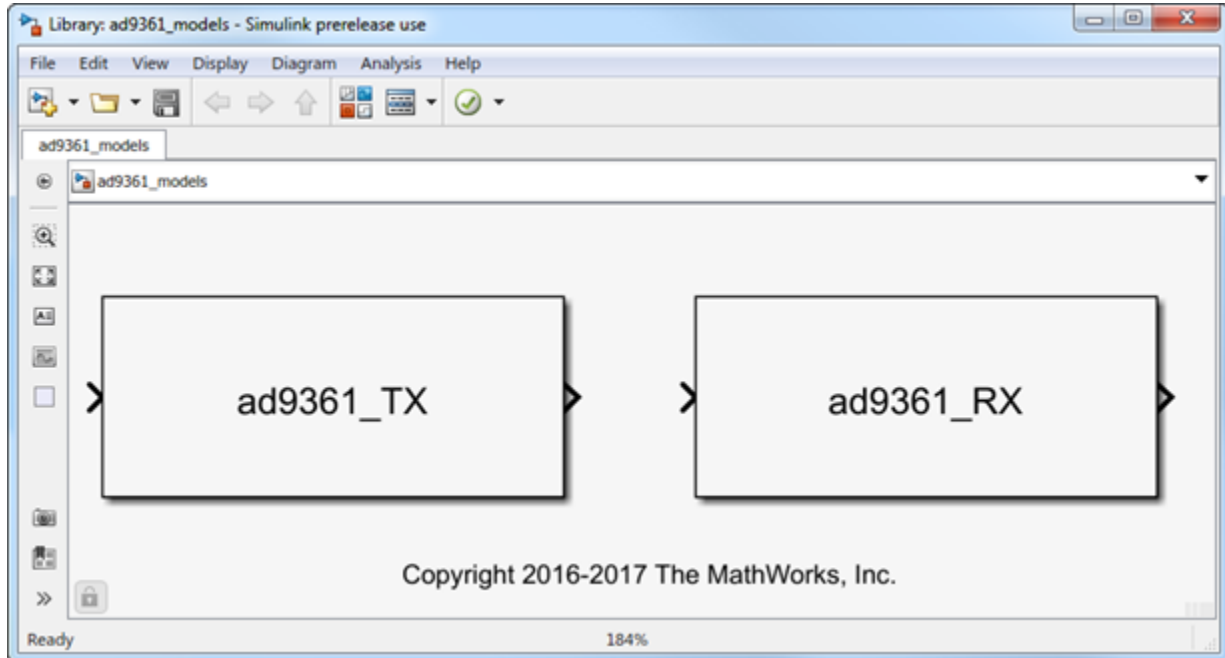 Library: ad9361_models - Simulink prerelease use
File Edit View Display Diagram Analysis Help
ad9361_models
ad9361_models
ad9361_TX ad9361_RX
Copyright 2016-2017 The MathWorks, Inc.
Ready 184%